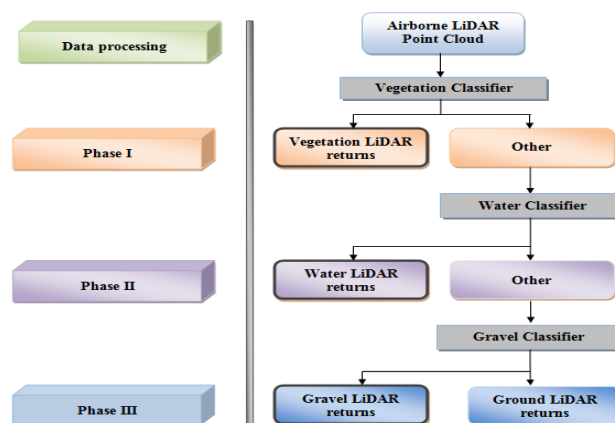 Data processing
Airborne LiDAR
Point Cloud
Vegetation Classifier
Phase I
Vegetation LiDAR
returns
Other
Water Classifier
Phase II
Water LiDAR
returns
Other
Gravel Classifier
Phase III
Gravel LiDAR
returns
Ground LiDAR
returns